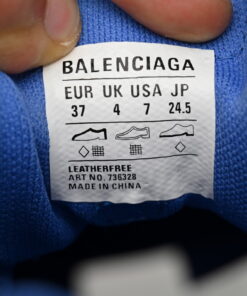 BALENCIAGA
EUR UK USA JP
37 4 7 24.5
LEATHERFREE
ART NO. 736328
MADE IN CHINA